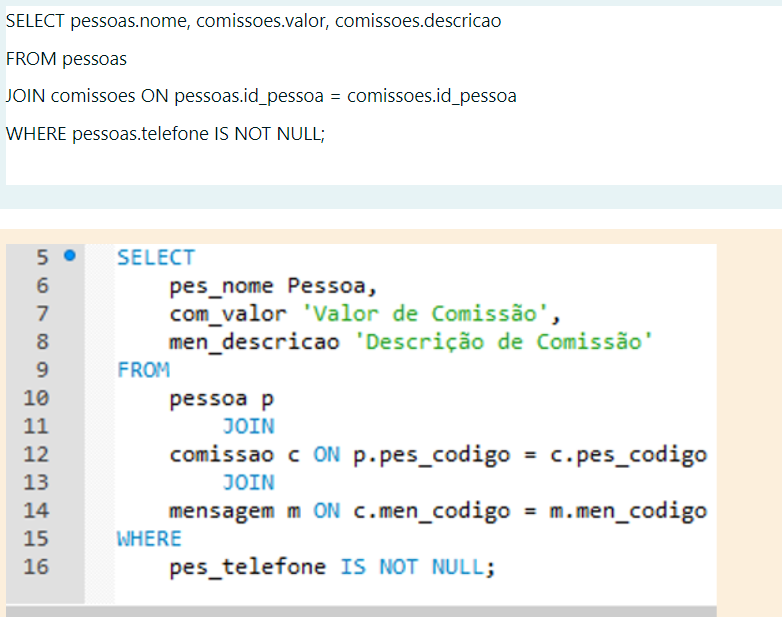 SELECT pessoas.nome, comissoes.valor, comissoes.descricao
FROM pessoas
JOIN comissoes ON pessoas.id_pessoa = comissoes.id_pessoa
WHERE pessoas.telefone IS NOT NULL;
5 SELECT
6 pes_nome Pessoa,
7 com_valor 'Valor de Comissão',
8 men_descricao 'Descrição de Comissão'
9 FROM
10 pessoa p
11 JOIN
12 comissao c ON p.pes_codigo = c.pes_codigo
13 JOIN
14 mensagem m ON c.men_codigo = m.men_codigo
15 WHERE
16 pes_telefone IS NOT NULL;